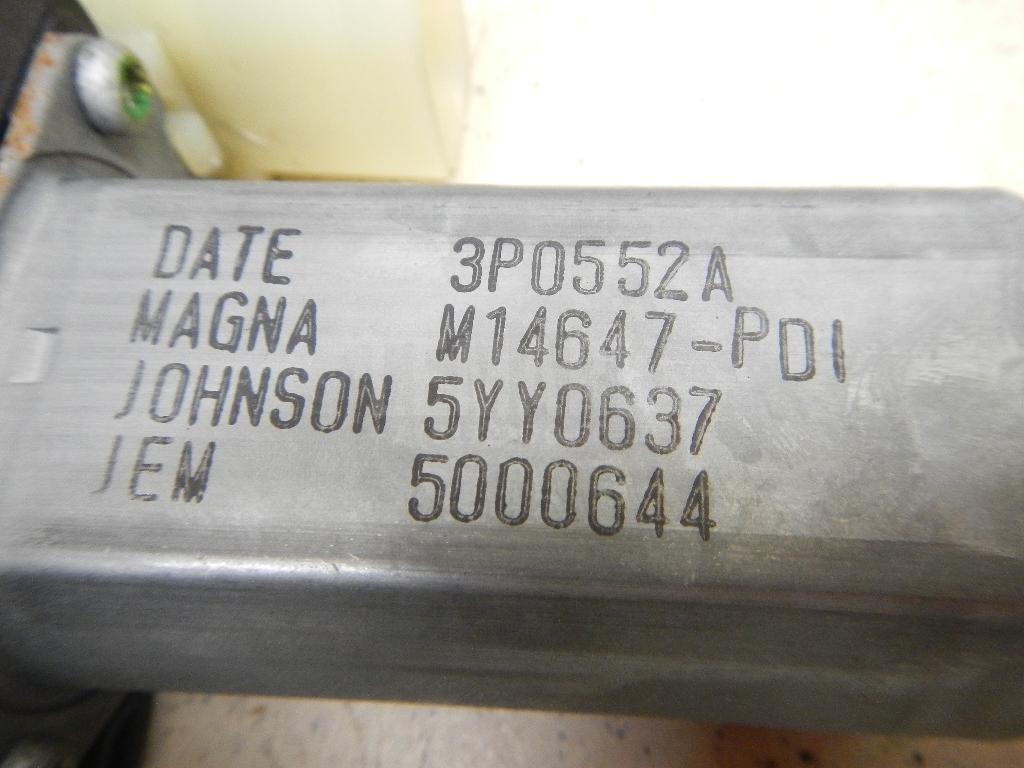 DATE 3P0552A
MAGNA M14647-PDI
JOHNSON 5YY0637
JEM 5000644